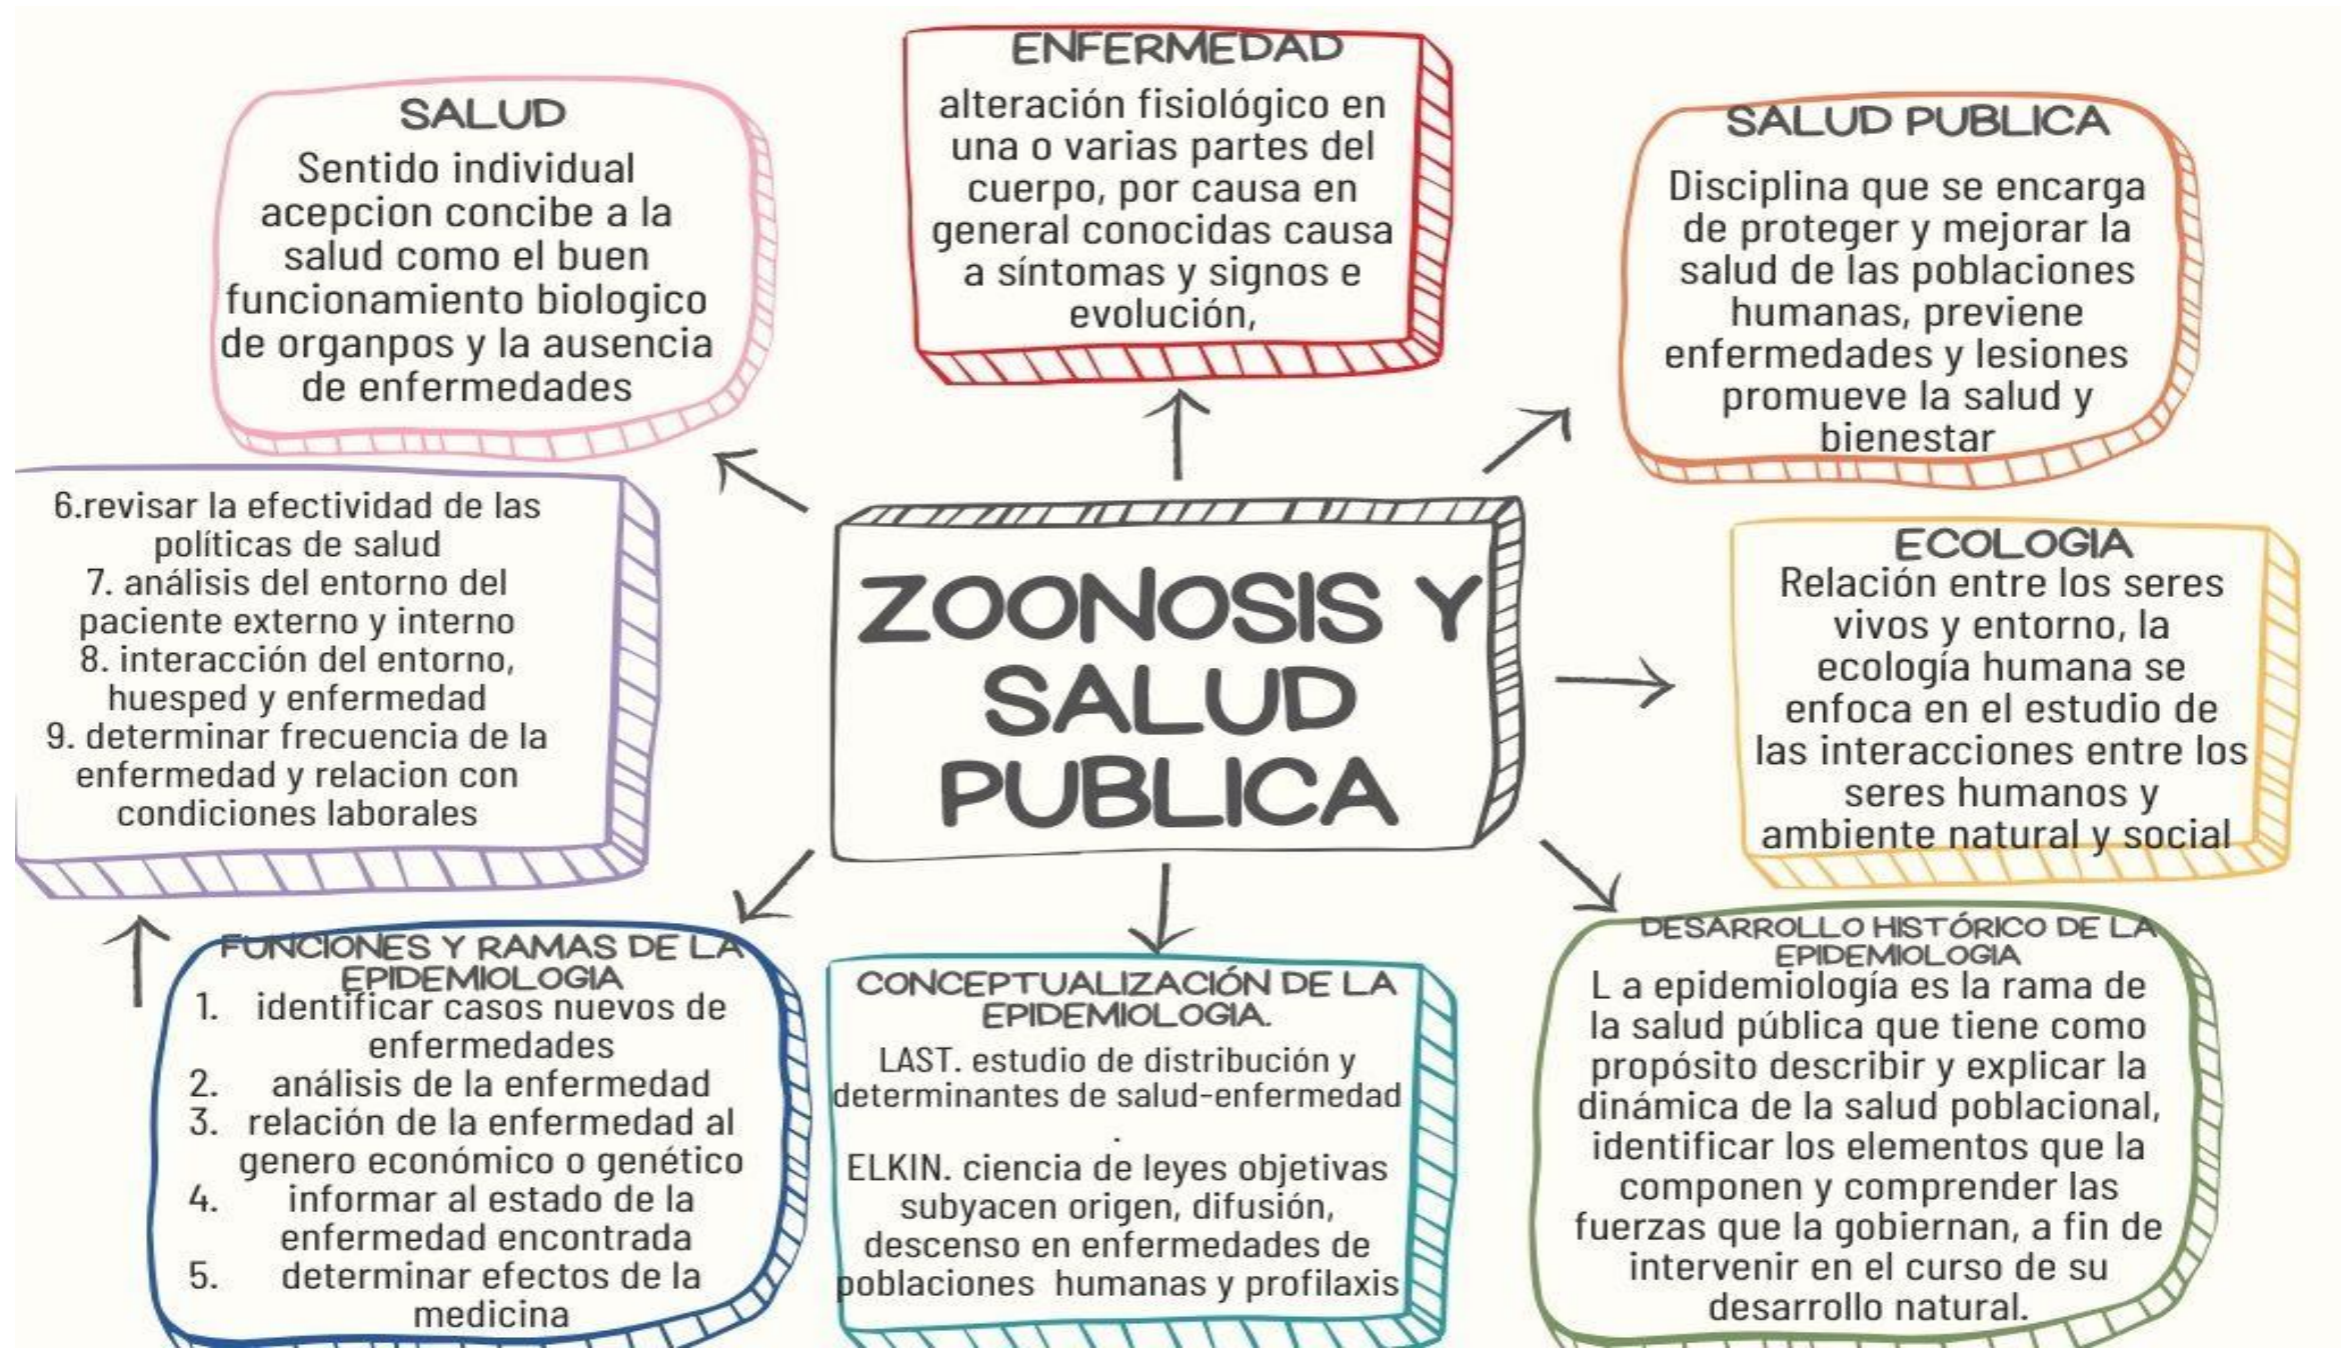 ENFERMEDAD
alteración fisiológico en
una o varias partes del
cuerpo, por causa en
general conocidas causa
a síntomas y signos e
evolución,
SALUD
Sentido individual
acepcion concibe a la
salud como el buen
funcionamiento biologico
de organpos y la ausencia
de enfermedades
SALUD PUBLICA
Disciplina que se encarga
de proteger y mejorar la
salud de las poblaciones
humanas, previene
enfermedades y lesiones
promueve la salud y
bienestar
6.revisar la efectividad de las
políticas de salud
7. análisis del entorno del
paciente externo y interno
8. interacción del entorno,
huesped y enfermedad
9. determinar frecuencia de la
enfermedad y relacion con
condiciones laborales
ZOONOSIS Y
SALUD
PUBLICA
ECOLOGIA
Relación entre los seres
vivos y entorno, la
ecología humana se
enfoca en el estudio de
las interacciones entre los
seres humanos y
ambiente natural y social
FUNCIONES Y RAMAS DE LA
EPIDEMIOLOGIA
1. identificar casos nuevos de
enfermedades
2. análisis de la enfermedad
3. relación de la enfermedad al
genero económico o genético
4. informar al estado de la
enfermedad encontrada
5. determinar efectos de la
medicina
CONCEPTUALIZACIÓN DE LA
EPIDEMIOLOGIA.
LAST. estudio de distribución y
determinantes de salud-enfermedad
.
ELKIN. ciencia de leyes objetivas
subyacen origen, difusión,
descenso en enfermedades de
poblaciones humanas y profilaxis
DESARROLLO HISTÓRICO DE LA
EPIDEMIOLOGIA
L a epidemiología es la rama de
la salud pública que tiene como
propósito describir y explicar la
dinámica de la salud poblacional,
identificar los elementos que la
componen y comprender las
fuerzas que la gobiernan, a fin de
intervenir en el curso de su
desarrollo natural.